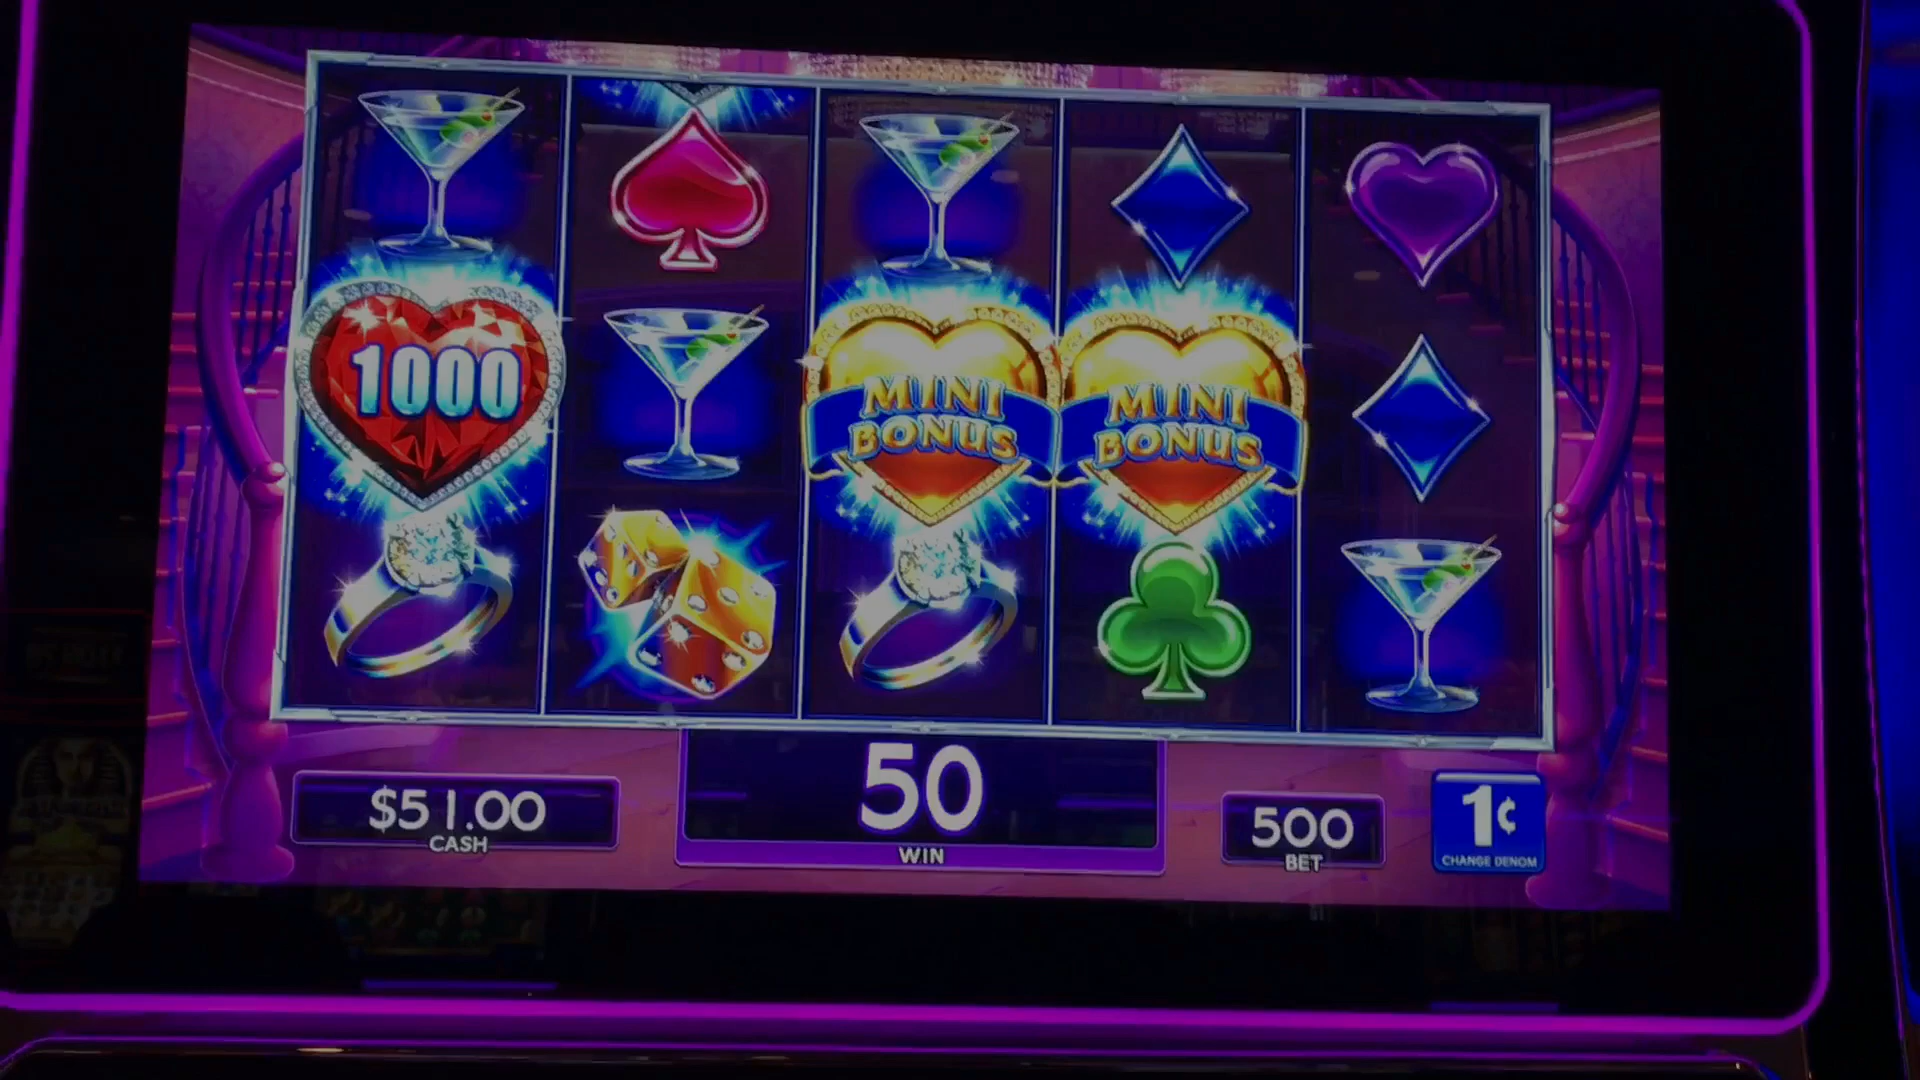 1000
MINI
BONUS
MINI
BONUS
$51.00
CASH
50
WIN
500
BET
1¢
CHANGE DENOM